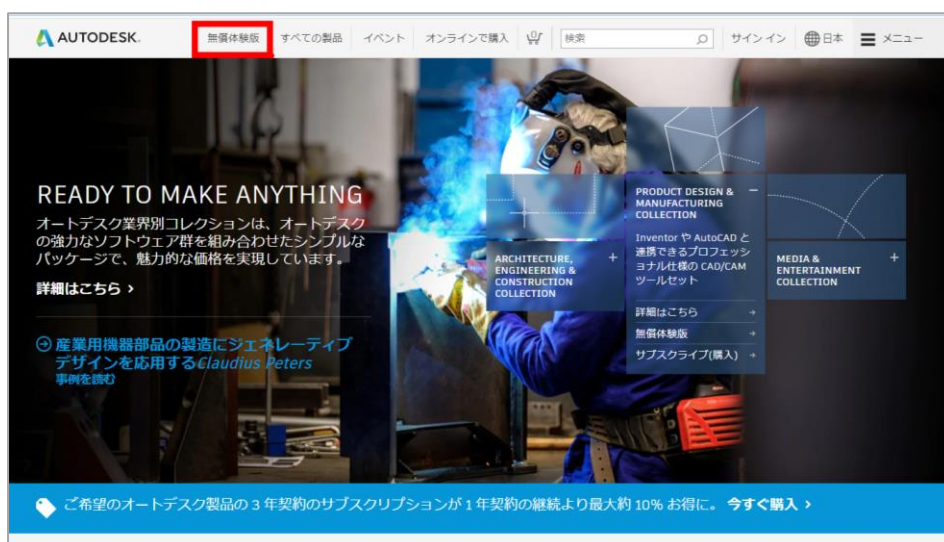 AUTODESK.
無償体験版
すべての製品
イベント
オンラインで購入
0
検索
サインイン
日本
メニュー
READY TO MAKE ANYTHING
オートデスク業界別コレクションは、オートデスク
の強力なソフトウェア群を組み合わせたシンプルな
パッケージで、魅力的な価格を実現しています。
詳細はこちら ›
産業用機器部品の製造にジェネレーティブ
デザインを応用するClaudius Peters
事例を読む
ARCHITECTURE,
ENGINEERING &
CONSTRUCTION
COLLECTION
+
PRODUCT DESIGN &
MANUFACTURING
COLLECTION
−
Inventor や AutoCAD と
連携できるプロフェッシ
ョナル仕様の CAD/CAM
ツールセット
詳細はこちら →
無償体験版 →
サブスクライブ(購入) →
MEDIA &
ENTERTAINMENT
COLLECTION
+
ご希望のオートデスク製品の 3 年契約のサブスクリプションが 1 年契約の継続より最大約 10% お得に。 今すぐ購入 ›